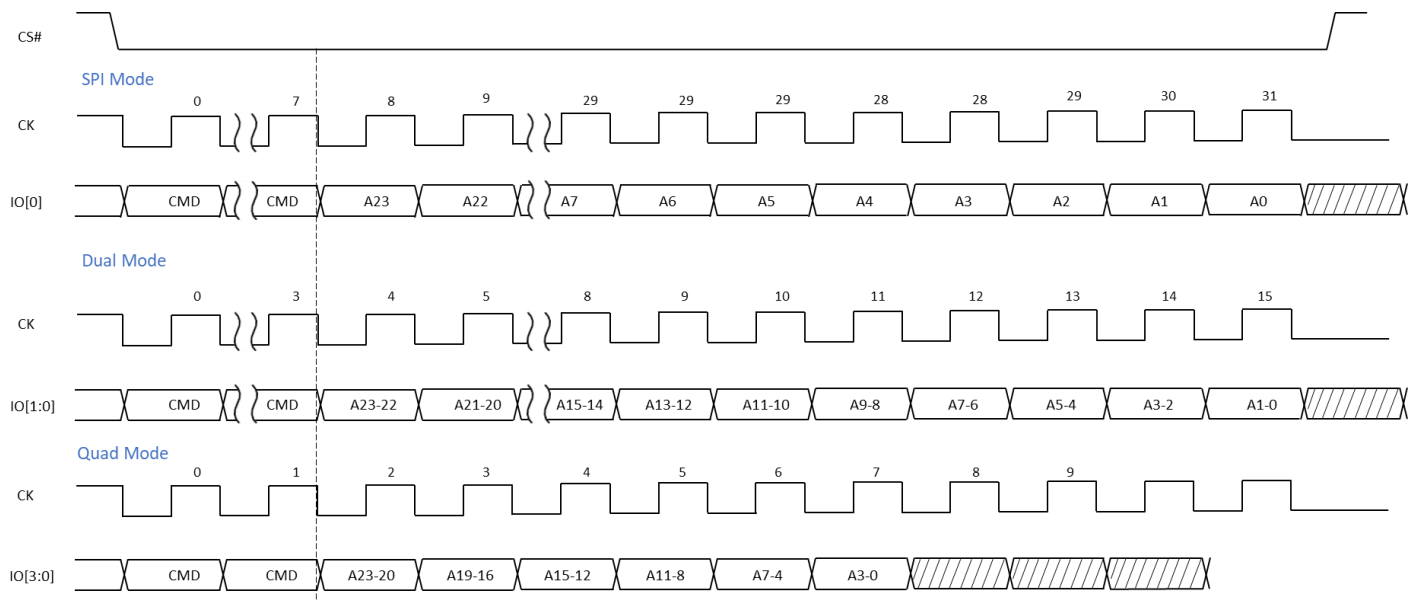 CS#
SPI Mode
0 7 8 9 29 29 29 28 28 29 30 31
CK
IO[0] CMD CMD A23 A22 A7 A6 A5 A4 A3 A2 A1 A0
Dual Mode
0 3 4 5 8 9 10 11 12 13 14 15
CK
IO[1:0] CMD CMD A23-22 A21-20 A15-14 A13-12 A11-10 A9-8 A7-6 A5-4 A3-2 A1-0
Quad Mode
0 1 2 3 4 5 6 7 8 9
CK
IO[3:0] CMD CMD A23-20 A19-16 A15-12 A11-8 A7-4 A3-0